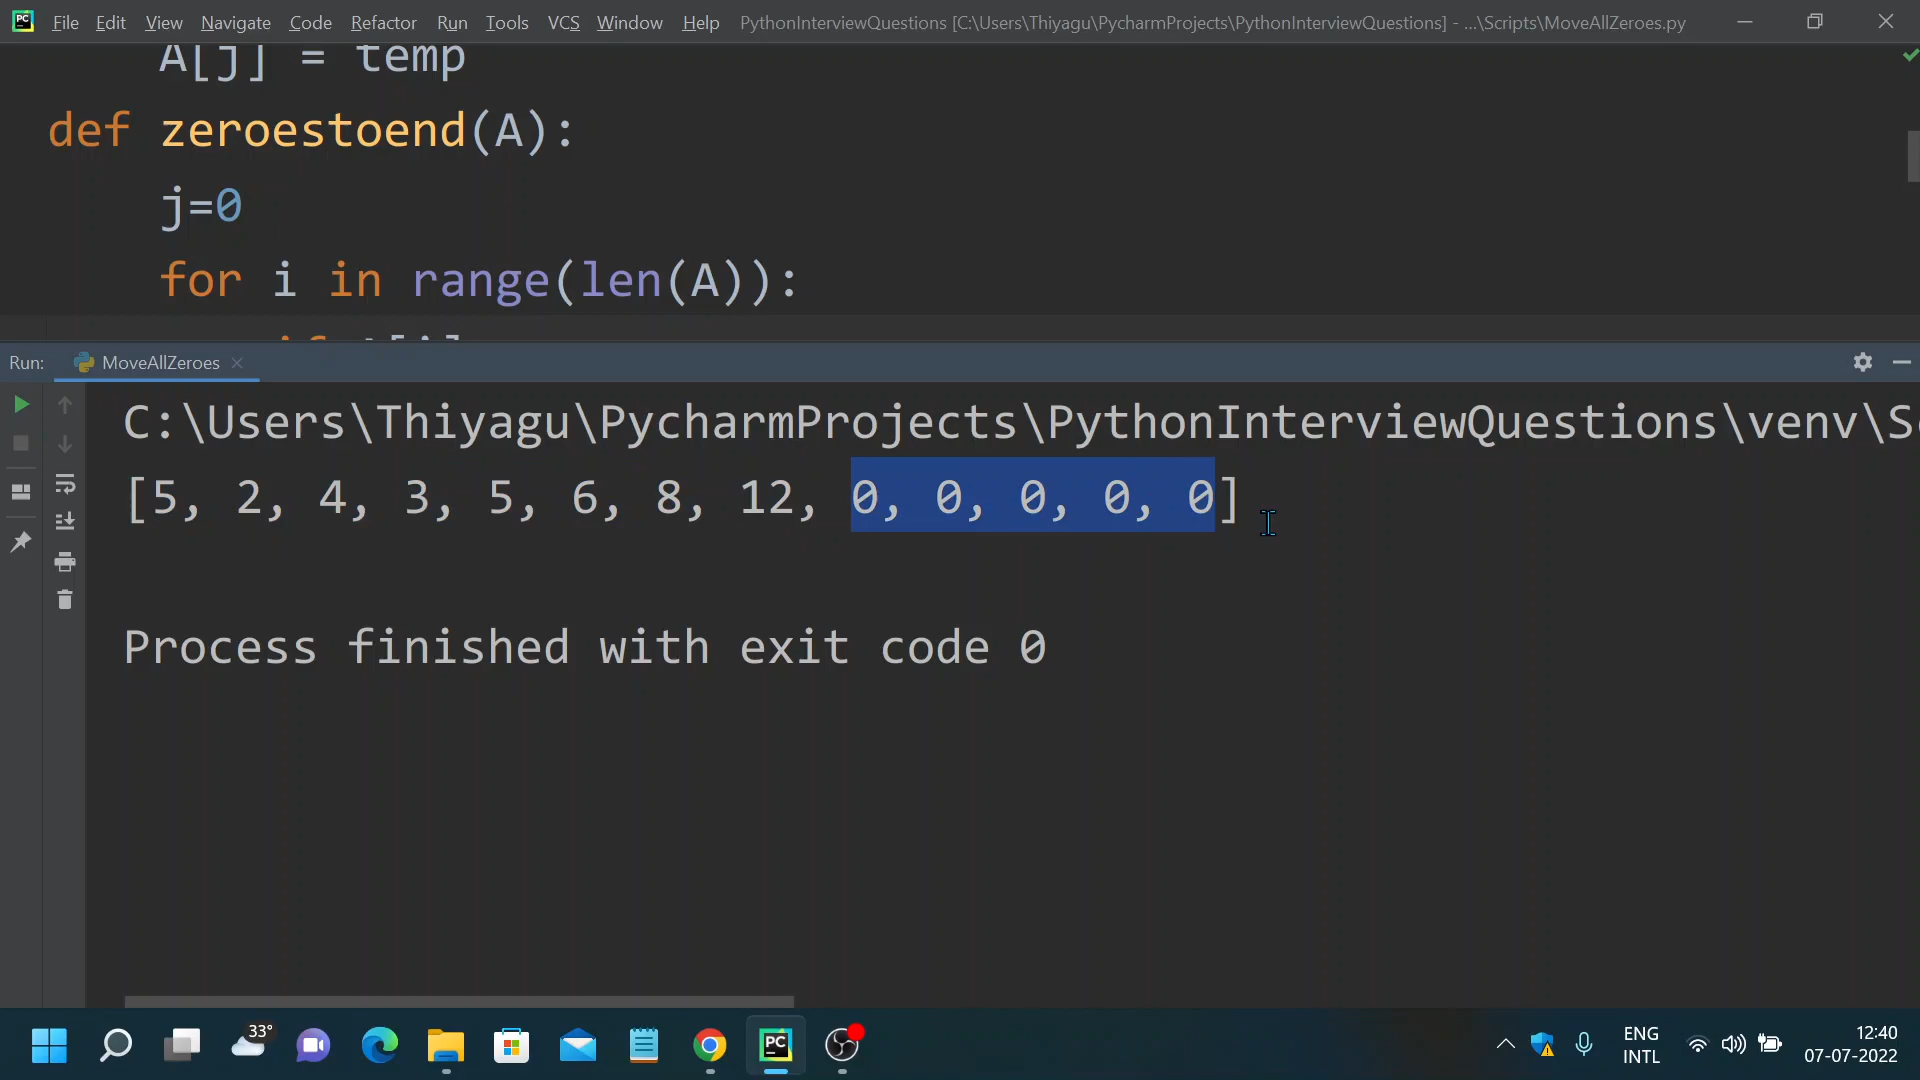 PC File Edit View Navigate Code Refactor Run Tools VCS Window Help PythonInterviewQuestions [C:\Users\Thiyagu\PycharmProjects\PythonInterviewQuestions] - ...\Scripts\MoveAllZeroes.py
A[j] = temp
def zeroestoend(A):
j=0
for i in range(len(A)):
Run: MoveAllZeroes
C:\Users\Thiyagu\PycharmProjects\PythonInterviewQuestions\venv\S
[5, 2, 4, 3, 5, 6, 8, 12, 0, 0, 0, 0, 0]
Process finished with exit code 0
33°
PC
ENG
INTL
12:40
07-07-2022